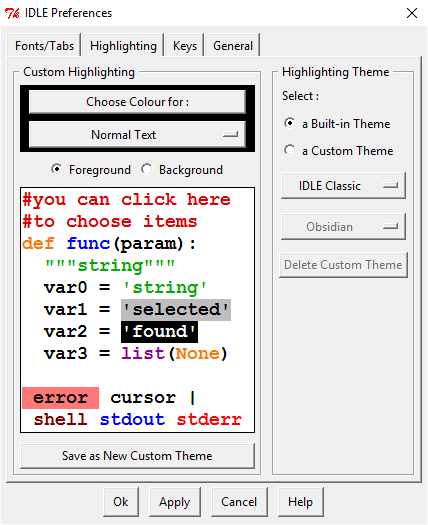 IDLE Preferences
Fonts/Tabs Highlighting Keys General
Custom Highlighting
Choose Colour for :
Normal Text
Foreground Background
#you can click here
#to choose items
def func(param):
  """string"""
  var0 = 'string'
  var1 = 'selected'
  var2 = 'found'
  var3 = list(None)
error cursor |
shell stdout stderr
Save as New Custom Theme
Highlighting Theme
Select :
a Built-in Theme
a Custom Theme
IDLE Classic
Obsidian
Delete Custom Theme
Ok Apply Cancel Help